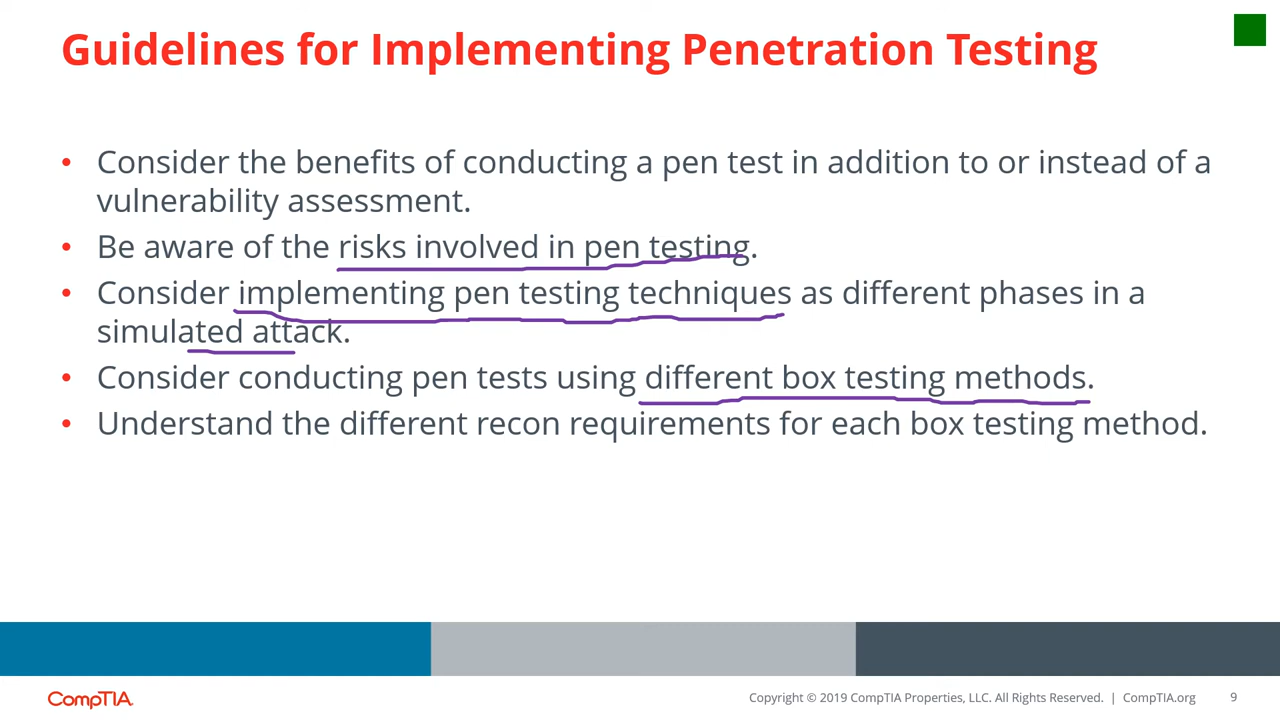 Guidelines for Implementing Penetration Testing
• Consider the benefits of conducting a pen test in addition to or instead of a
vulnerability assessment.
• Be aware of the risks involved in pen testing.
• Consider implementing pen testing techniques as different phases in a
simulated attack.
• Consider conducting pen tests using different box testing methods.
• Understand the different recon requirements for each box testing method.
CompTIA. Copyright © 2019 CompTIA Properties, LLC. All Rights Reserved. | CompTIA.org 9